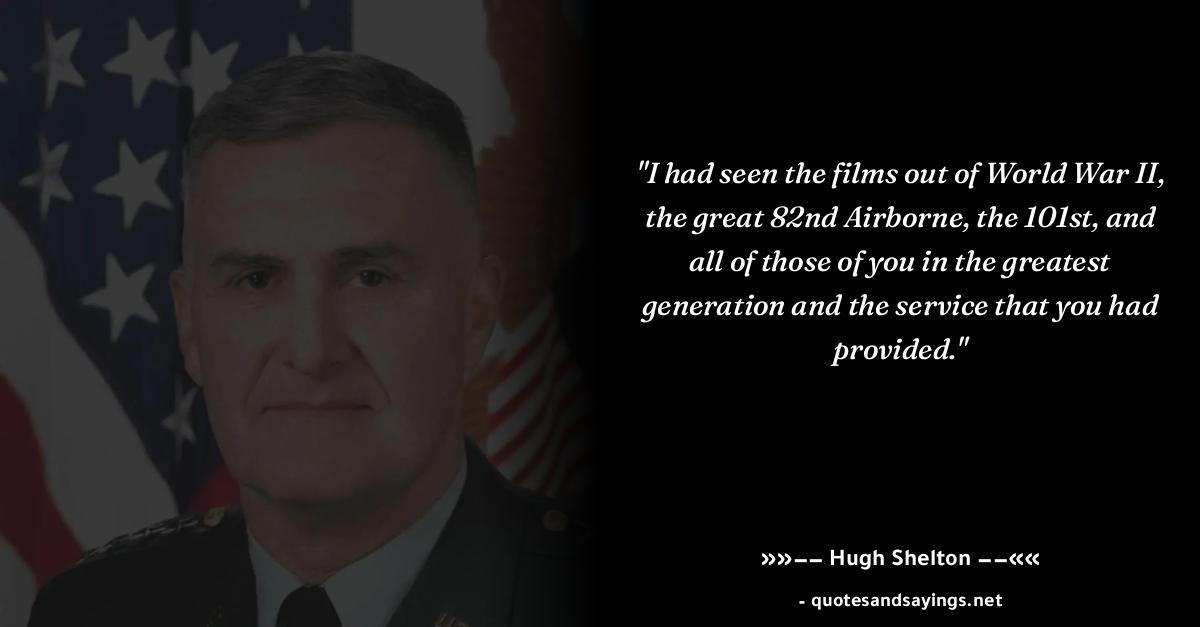 "I had seen the films out of World War II,
the great 82nd Airborne, the 101st, and
all of those of you in the greatest
generation and the service that you had
provided."
»»−− Hugh Shelton −−««
- quotesandsayings.net